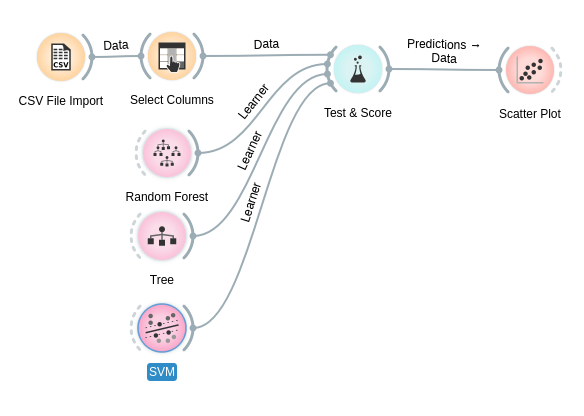 CSV
Data
Data
Predictions →
Data
CSV File Import
Select Columns
Test & Score
Scatter Plot
Learner
Learner
Learner
Random Forest
Tree
SVM